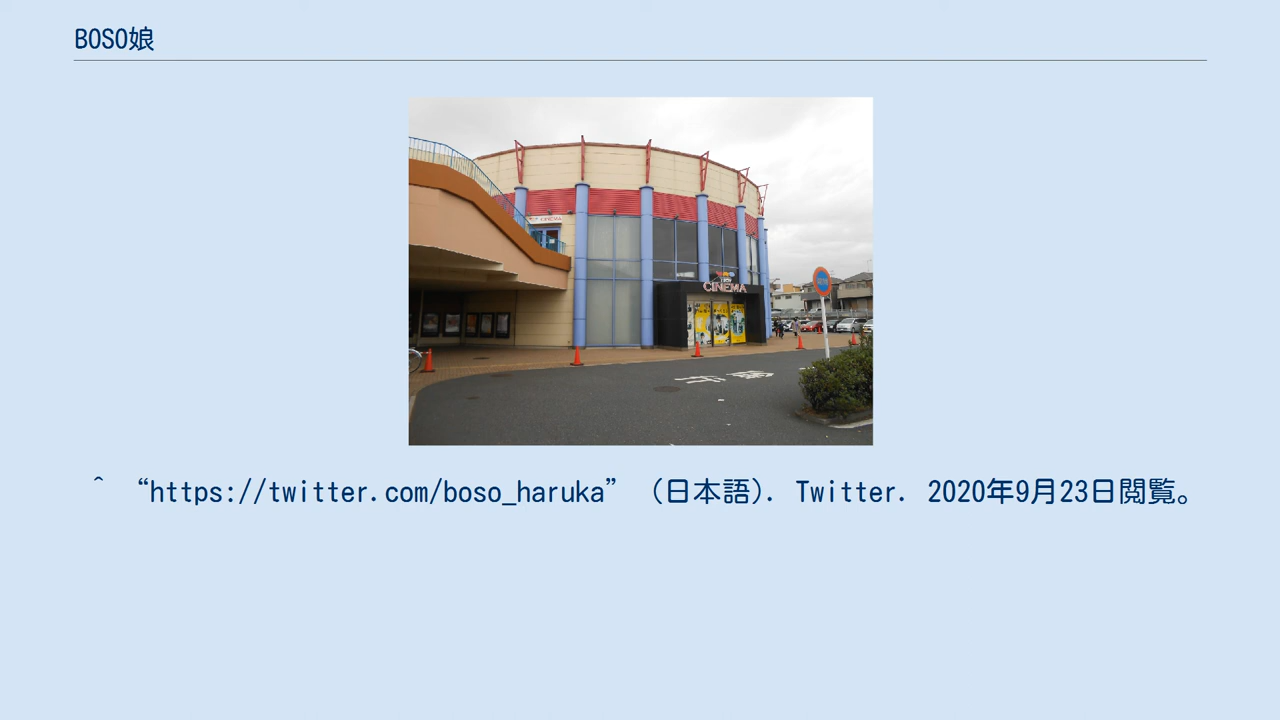 BOSO娘
CINEMA
CINEMA
^ “https://twitter.com/boso_haruka” (日本語). Twitter. 2020年9月23日閲覧。